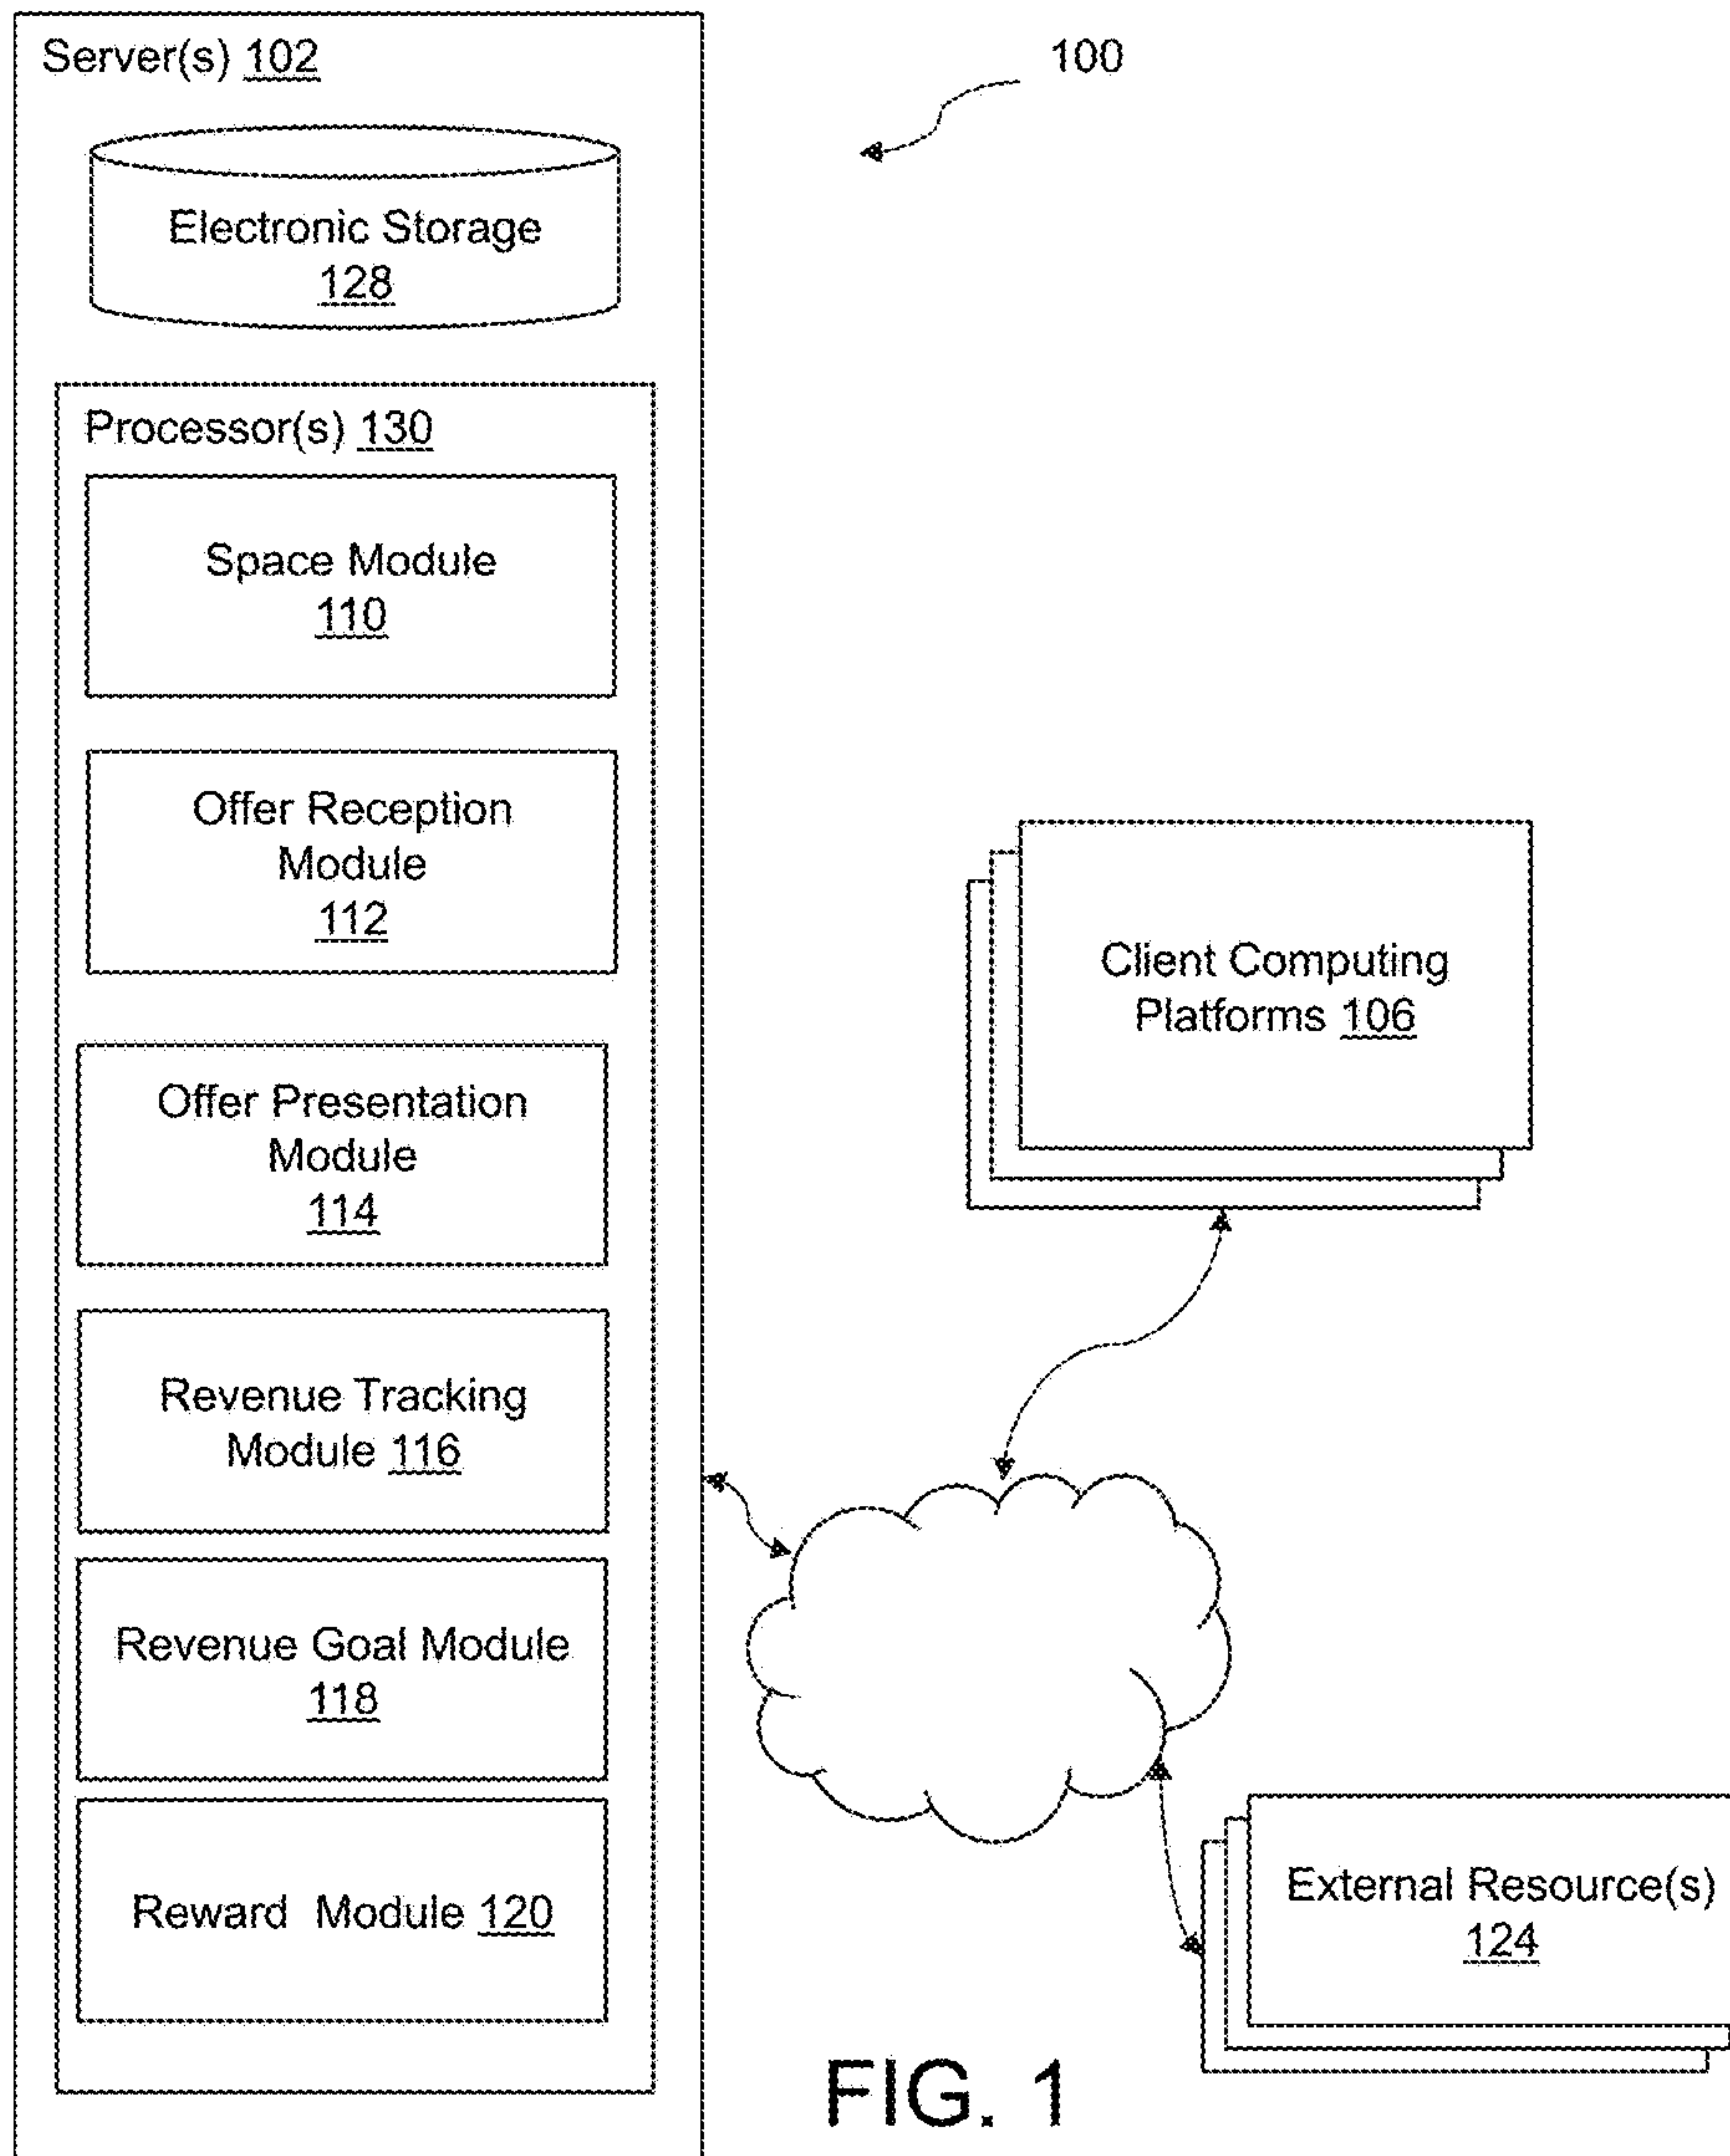 Server(s) 102
100
Electronic Storage
128
Processor(s) 130
Space Module
110
Offer Reception
Module
112
Offer Presentation
Module
114
Revenue Tracking
Module 116
Revenue Goal Module
118
Reward Module 120
Client Computing
Platforms 106
External Resource(s)
124
FIG. 1